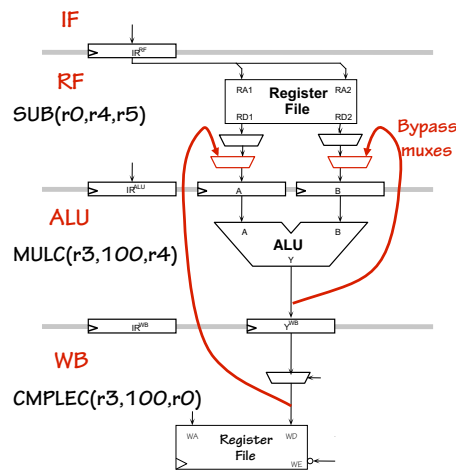 IF
IR^RF
RF
RA1 Register RA2
File
RD1 RD2
SUB(r0,r4,r5)
Bypass
muxes
IR^ALU A B
ALU
A ALU B
Y
MULC(r3,100,r4)
IR^WB Y^WB
WB
CMPLEC(r3,100,r0)
WA Register WD
File
WE